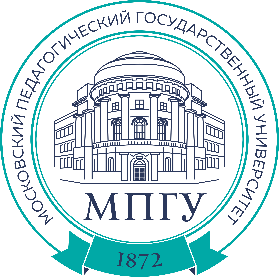 МОСКОВСКИЙ ПЕДАГОГИЧЕСКИЙ ГОСУДАРСТВЕННЫЙ УНИВЕРСИТЕТ
МПГУ
1872